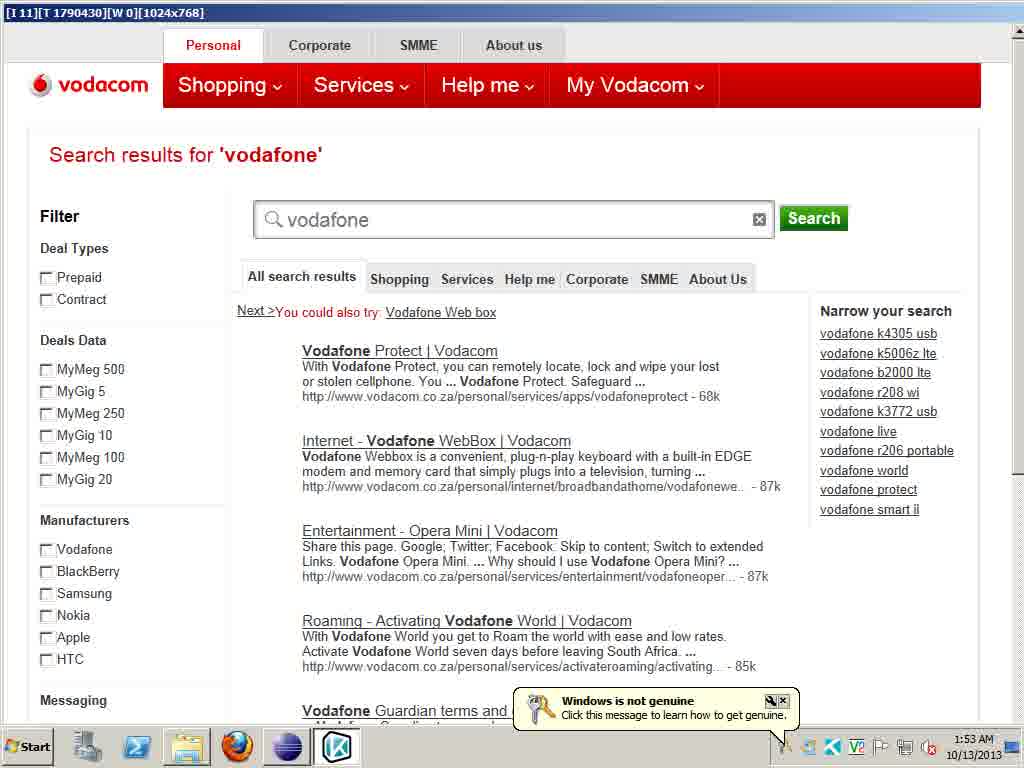 [I 11][T 1790430][W 0][1024x768]
Personal Corporate SMME About us
vodacom Shopping Services Help me My Vodacom
Search results for 'vodafone'
Filter
vodafone Search
Deal Types
Prepaid
Contract
All search results Shopping Services Help me Corporate SMME About Us
Next >You could also try: Vodafone Web box
Deals Data
MyMeg 500
MyGig 5
MyMeg 250
MyGig 10
MyMeg 100
MyGig 20
Manufacturers
Vodafone
BlackBerry
Samsung
Nokia
Apple
HTC
Messaging
Vodafone Protect | Vodacom
With Vodafone Protect, you can remotely locate, lock and wipe your lost
or stolen cellphone. You ... Vodafone Protect. Safeguard ...
http://www.vodacom.co.za/personal/services/apps/vodafoneprotect - 68k
Internet - Vodafone WebBox | Vodacom
Vodafone Webbox is a convenient, plug-n-play keyboard with a built-in EDGE
modem and memory card that simply plugs into a television, turning ...
http://www.vodacom.co.za/personal/internet/broadbandathome/vodafonewe... - 87k
Entertainment - Opera Mini | Vodacom
Share this page. Google; Twitter; Facebook: Skip to content; Switch to extended
Links. Vodafone Opera Mini. ... Why should I use Vodafone Opera Mini? ...
http://www.vodacom.co.za/personal/services/entertainment/vodafoneoper... - 87k
Roaming - Activating Vodafone World | Vodacom
With Vodafone World you get to Roam the world with ease and low rates.
Activate Vodafone World seven days before leaving South Africa. ...
http://www.vodacom.co.za/personal/services/activateroaming/activating... - 85k
Vodafone Guardian terms and
Narrow your search
vodafone k4305 usb
vodafone k5006z lte
vodafone b2000 lte
vodafone r208 wi
vodafone k3772 usb
vodafone live
vodafone r206 portable
vodafone world
vodafone protect
vodafone smart ii
Windows is not genuine
Click this message to learn how to get genuine.
Start
1:53 AM
10/13/2013